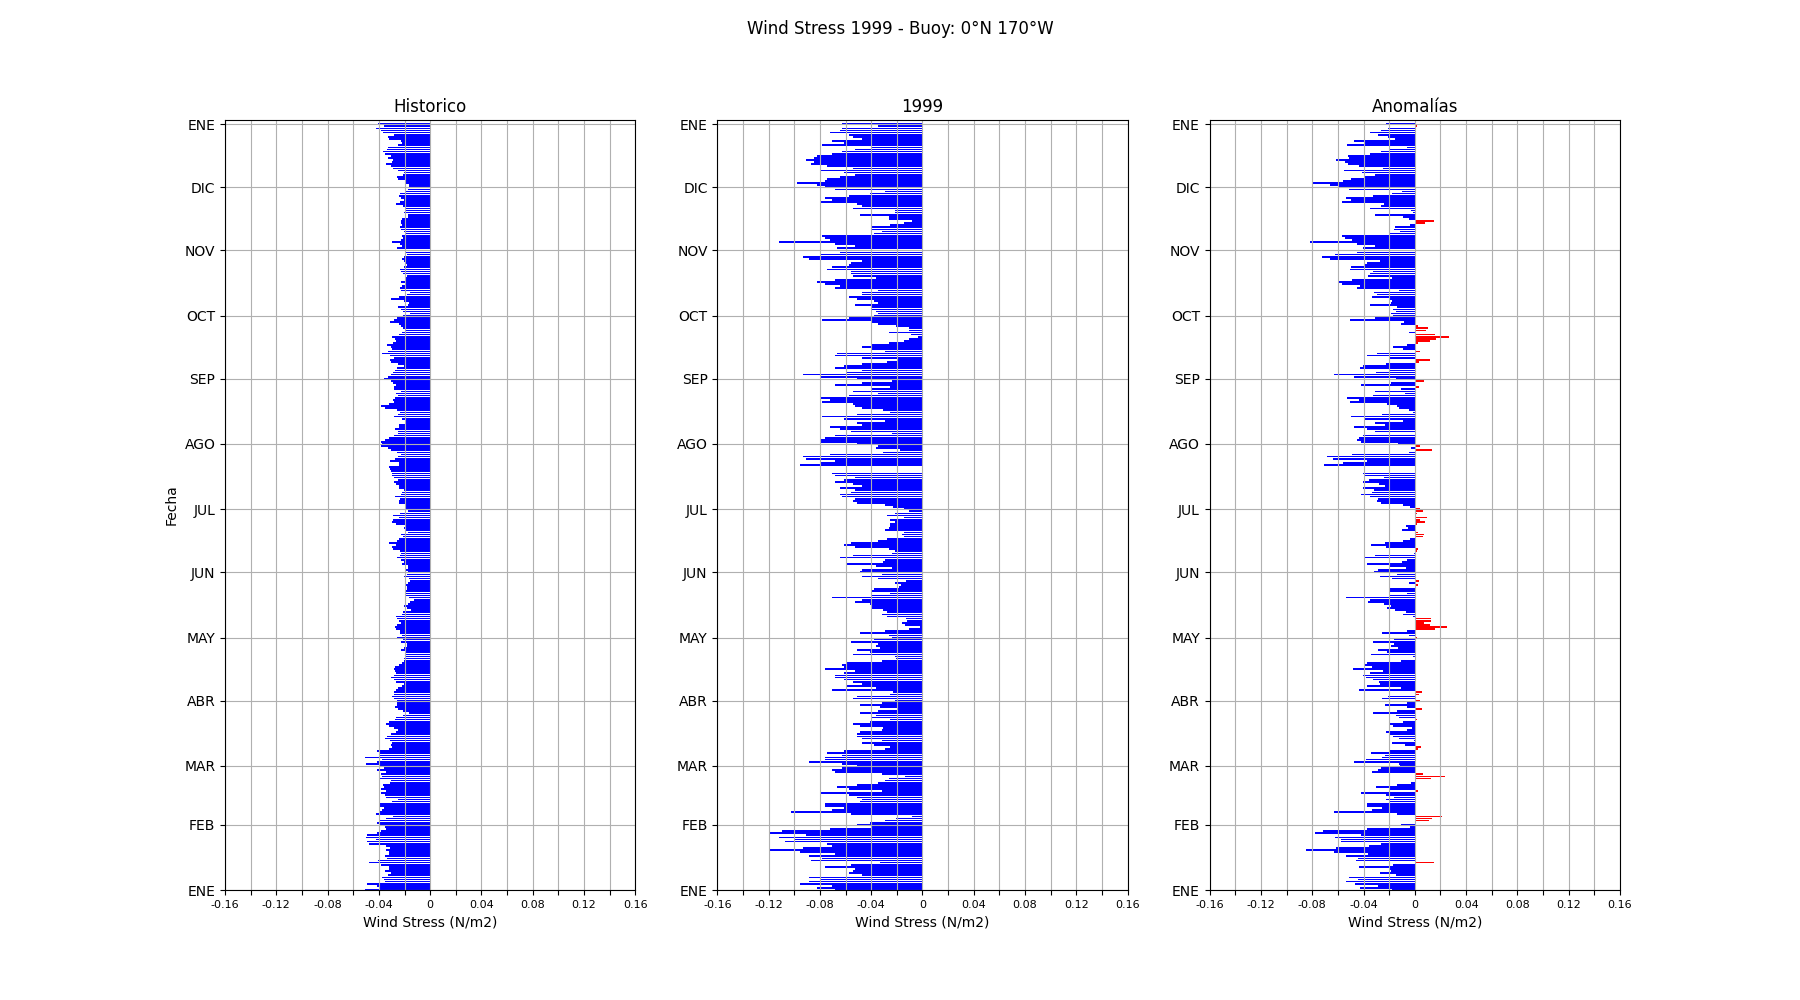 Wind Stress 1999 - Buoy: 0°N 170°W
Historico
1999
Anomalías
ENE
DIC
NOV
OCT
SEP
AGO
JUL
JUN
MAY
ABR
MAR
FEB
ENE
Fecha
-0.16 -0.12 -0.08 -0.04 0 0.04 0.08 0.12 0.16
Wind Stress (N/m2)
ENE
DIC
NOV
OCT
SEP
AGO
JUL
JUN
MAY
ABR
MAR
FEB
ENE
-0.16 -0.12 -0.08 -0.04 0 0.04 0.08 0.12 0.16
Wind Stress (N/m2)
ENE
DIC
NOV
OCT
SEP
AGO
JUL
JUN
MAY
ABR
MAR
FEB
ENE
-0.16 -0.12 -0.08 -0.04 0 0.04 0.08 0.12 0.16
Wind Stress (N/m2)